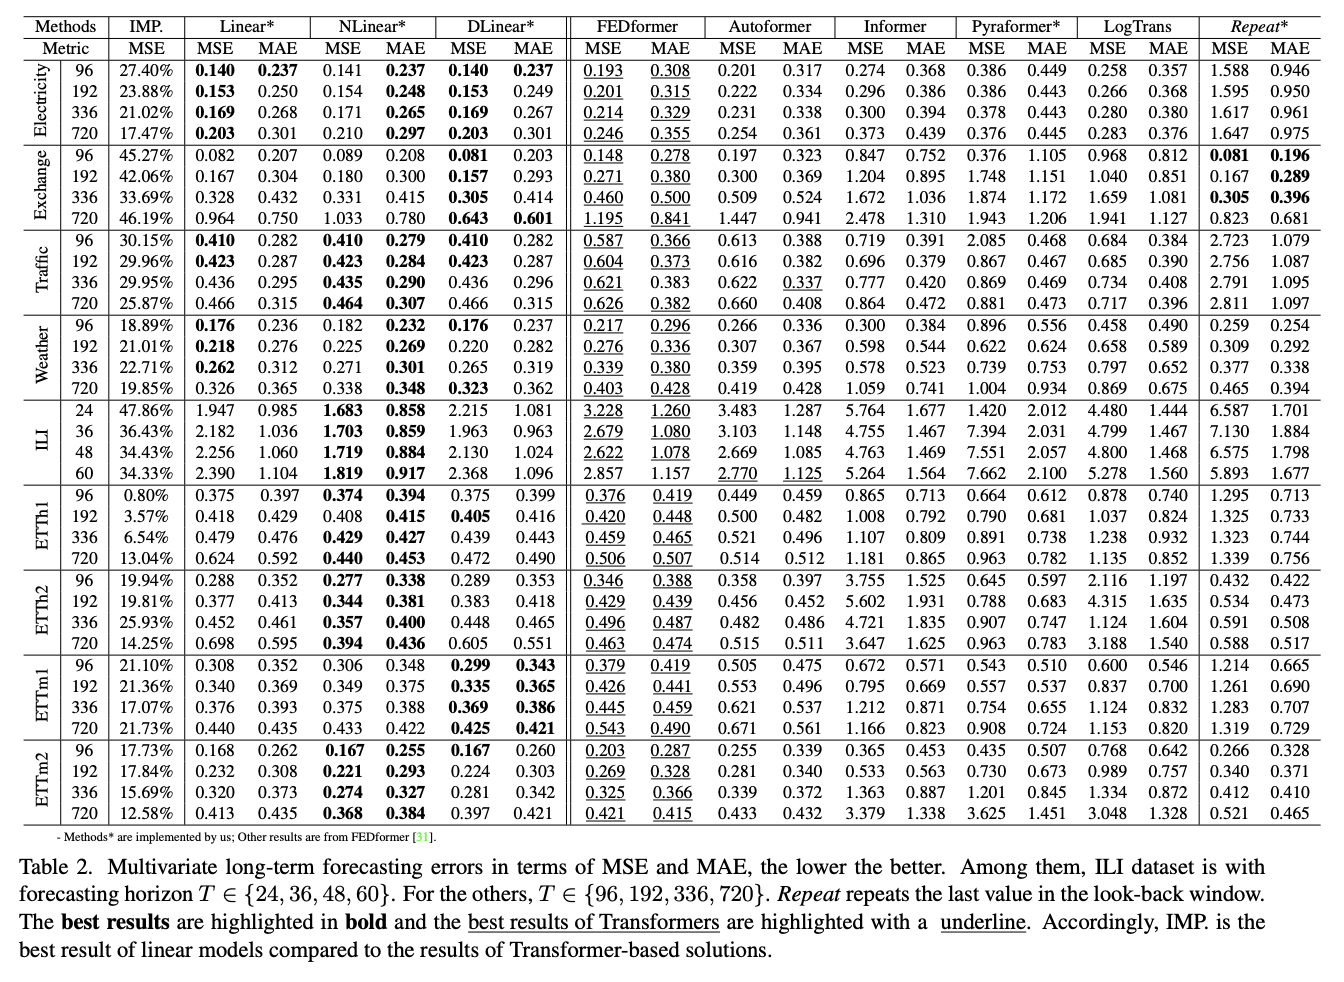 Methods IMP. Linear* NLinear* DLinear* FEDformer Autoformer Informer Pyraformer* LogTrans Repeat*
Metric MSE MSE MAE MSE MAE MSE MAE MSE MAE MSE MAE MSE MAE MSE MAE MSE MAE MSE MAE
Electricity
96 27.40% 0.140 0.237 0.141 0.237 0.140 0.237 0.193 0.308 0.201 0.317 0.274 0.368 0.386 0.449 0.258 0.357 1.588 0.946
192 23.88% 0.153 0.250 0.154 0.248 0.153 0.249 0.201 0.315 0.222 0.334 0.296 0.386 0.386 0.443 0.266 0.368 1.595 0.950
336 21.02% 0.169 0.268 0.171 0.265 0.169 0.267 0.214 0.329 0.231 0.338 0.300 0.394 0.378 0.443 0.280 0.380 1.617 0.961
720 17.47% 0.203 0.301 0.210 0.297 0.203 0.301 0.246 0.355 0.254 0.361 0.373 0.439 0.376 0.445 0.283 0.376 1.647 0.975
Exchange
96 45.27% 0.082 0.207 0.089 0.208 0.081 0.203 0.148 0.278 0.197 0.323 0.847 0.752 0.376 1.105 0.968 0.812 0.081 0.196
192 42.06% 0.167 0.304 0.180 0.300 0.157 0.293 0.271 0.380 0.300 0.369 1.204 0.895 1.748 1.151 1.040 0.851 0.167 0.289
336 33.69% 0.328 0.432 0.331 0.415 0.305 0.414 0.460 0.500 0.509 0.524 1.672 1.036 1.874 1.172 1.659 1.081 0.305 0.396
720 46.19% 0.964 0.750 1.033 0.780 0.643 0.601 1.195 0.841 1.447 0.941 2.478 1.310 1.943 1.206 1.941 1.127 0.823 0.681
Traffic
96 30.15% 0.410 0.282 0.410 0.279 0.410 0.282 0.587 0.366 0.613 0.388 0.719 0.391 2.085 0.468 0.684 0.384 2.723 1.079
192 29.96% 0.423 0.287 0.423 0.284 0.423 0.287 0.604 0.373 0.616 0.382 0.696 0.379 0.867 0.467 0.685 0.390 2.756 1.087
336 29.95% 0.436 0.295 0.435 0.290 0.436 0.296 0.621 0.383 0.622 0.337 0.777 0.420 0.869 0.469 0.734 0.408 2.791 1.095
720 25.87% 0.466 0.315 0.464 0.307 0.466 0.315 0.626 0.382 0.660 0.408 0.864 0.472 0.881 0.473 0.717 0.396 2.811 1.097
Weather
96 18.89% 0.176 0.236 0.182 0.232 0.176 0.237 0.217 0.296 0.266 0.336 0.300 0.384 0.896 0.556 0.458 0.490 0.259 0.254
192 21.01% 0.218 0.276 0.225 0.269 0.220 0.282 0.276 0.336 0.307 0.367 0.598 0.544 0.622 0.624 0.658 0.589 0.309 0.292
336 22.71% 0.262 0.312 0.271 0.301 0.265 0.319 0.339 0.380 0.359 0.395 0.578 0.523 0.739 0.753 0.797 0.652 0.377 0.338
720 19.85% 0.326 0.365 0.338 0.348 0.323 0.362 0.403 0.428 0.419 0.428 1.059 0.741 1.004 0.934 0.869 0.675 0.465 0.394
ILI
24 47.86% 1.947 0.985 1.683 0.858 2.215 1.081 3.228 1.260 3.483 1.287 5.764 1.677 1.420 2.012 4.480 1.444 6.587 1.701
36 36.43% 2.182 1.036 1.703 0.859 1.963 0.963 2.679 1.080 3.103 1.148 4.755 1.467 7.394 2.031 4.799 1.467 7.130 1.884
48 34.43% 2.256 1.060 1.719 0.884 2.130 1.024 2.622 1.078 2.669 1.085 4.763 1.469 7.551 2.057 4.800 1.468 6.575 1.798
60 34.33% 2.390 1.104 1.819 0.917 2.368 1.096 2.857 1.157 2.770 1.125 5.264 1.564 7.662 2.100 5.278 1.560 5.893 1.677
ETTh1
96 0.80% 0.375 0.397 0.374 0.394 0.375 0.399 0.376 0.419 0.449 0.459 0.865 0.713 0.664 0.612 0.878 0.740 1.295 0.713
192 3.57% 0.418 0.429 0.408 0.415 0.405 0.416 0.420 0.448 0.500 0.482 1.008 0.792 0.790 0.681 1.037 0.824 1.325 0.733
336 6.54% 0.479 0.476 0.429 0.427 0.439 0.443 0.459 0.465 0.521 0.496 1.107 0.809 0.891 0.738 1.238 0.932 1.323 0.744
720 13.04% 0.624 0.592 0.440 0.453 0.472 0.490 0.506 0.507 0.514 0.512 1.181 0.865 0.963 0.782 1.135 0.852 1.339 0.756
ETTh2
96 19.94% 0.288 0.352 0.277 0.338 0.289 0.353 0.346 0.388 0.358 0.397 3.755 1.525 0.645 0.597 2.116 1.197 0.432 0.422
192 19.81% 0.377 0.413 0.344 0.381 0.383 0.418 0.429 0.439 0.456 0.452 5.602 1.931 0.788 0.683 4.315 1.635 0.534 0.473
336 25.93% 0.452 0.461 0.357 0.400 0.448 0.465 0.496 0.487 0.482 0.486 4.721 1.835 0.907 0.747 1.124 1.604 0.591 0.508
720 14.25% 0.698 0.595 0.394 0.436 0.605 0.551 0.463 0.474 0.515 0.511 3.647 1.625 0.963 0.783 3.188 1.540 0.588 0.517
ETTm1
96 21.10% 0.308 0.352 0.306 0.348 0.299 0.343 0.379 0.419 0.505 0.475 0.672 0.571 0.543 0.510 0.600 0.546 1.214 0.665
192 21.36% 0.340 0.369 0.349 0.375 0.335 0.365 0.426 0.441 0.553 0.496 0.795 0.669 0.557 0.537 0.837 0.700 1.261 0.690
336 17.07% 0.376 0.393 0.375 0.388 0.369 0.386 0.445 0.459 0.621 0.537 1.212 0.871 0.754 0.655 1.124 0.832 1.283 0.707
720 21.73% 0.440 0.435 0.433 0.422 0.425 0.421 0.543 0.490 0.671 0.561 1.166 0.823 0.908 0.724 1.153 0.820 1.319 0.729
ETTm2
96 17.73% 0.168 0.262 0.167 0.255 0.167 0.260 0.203 0.287 0.255 0.339 0.365 0.453 0.435 0.507 0.768 0.642 0.266 0.328
192 17.84% 0.232 0.308 0.221 0.293 0.224 0.303 0.269 0.328 0.281 0.340 0.533 0.563 0.730 0.673 0.989 0.757 0.340 0.371
336 15.69% 0.320 0.373 0.274 0.327 0.281 0.342 0.325 0.366 0.339 0.372 1.363 0.887 1.201 0.845 1.334 0.872 0.412 0.410
720 12.58% 0.413 0.435 0.368 0.384 0.397 0.421 0.421 0.415 0.433 0.432 3.379 1.338 3.625 1.451 3.048 1.328 0.521 0.465
- Methods* are implemented by us; Other results are from FEDformer [31].
Table 2. Multivariate long-term forecasting errors in terms of MSE and MAE, the lower the better. Among them, ILI dataset is with
forecasting horizon T ∈ {24, 36, 48, 60}. For the others, T ∈ {96, 192, 336, 720}. Repeat repeats the last value in the look-back window.
The best results are highlighted in bold and the best results of Transformers are highlighted with a underline. Accordingly, IMP. is the
best result of linear models compared to the results of Transformer-based solutions.